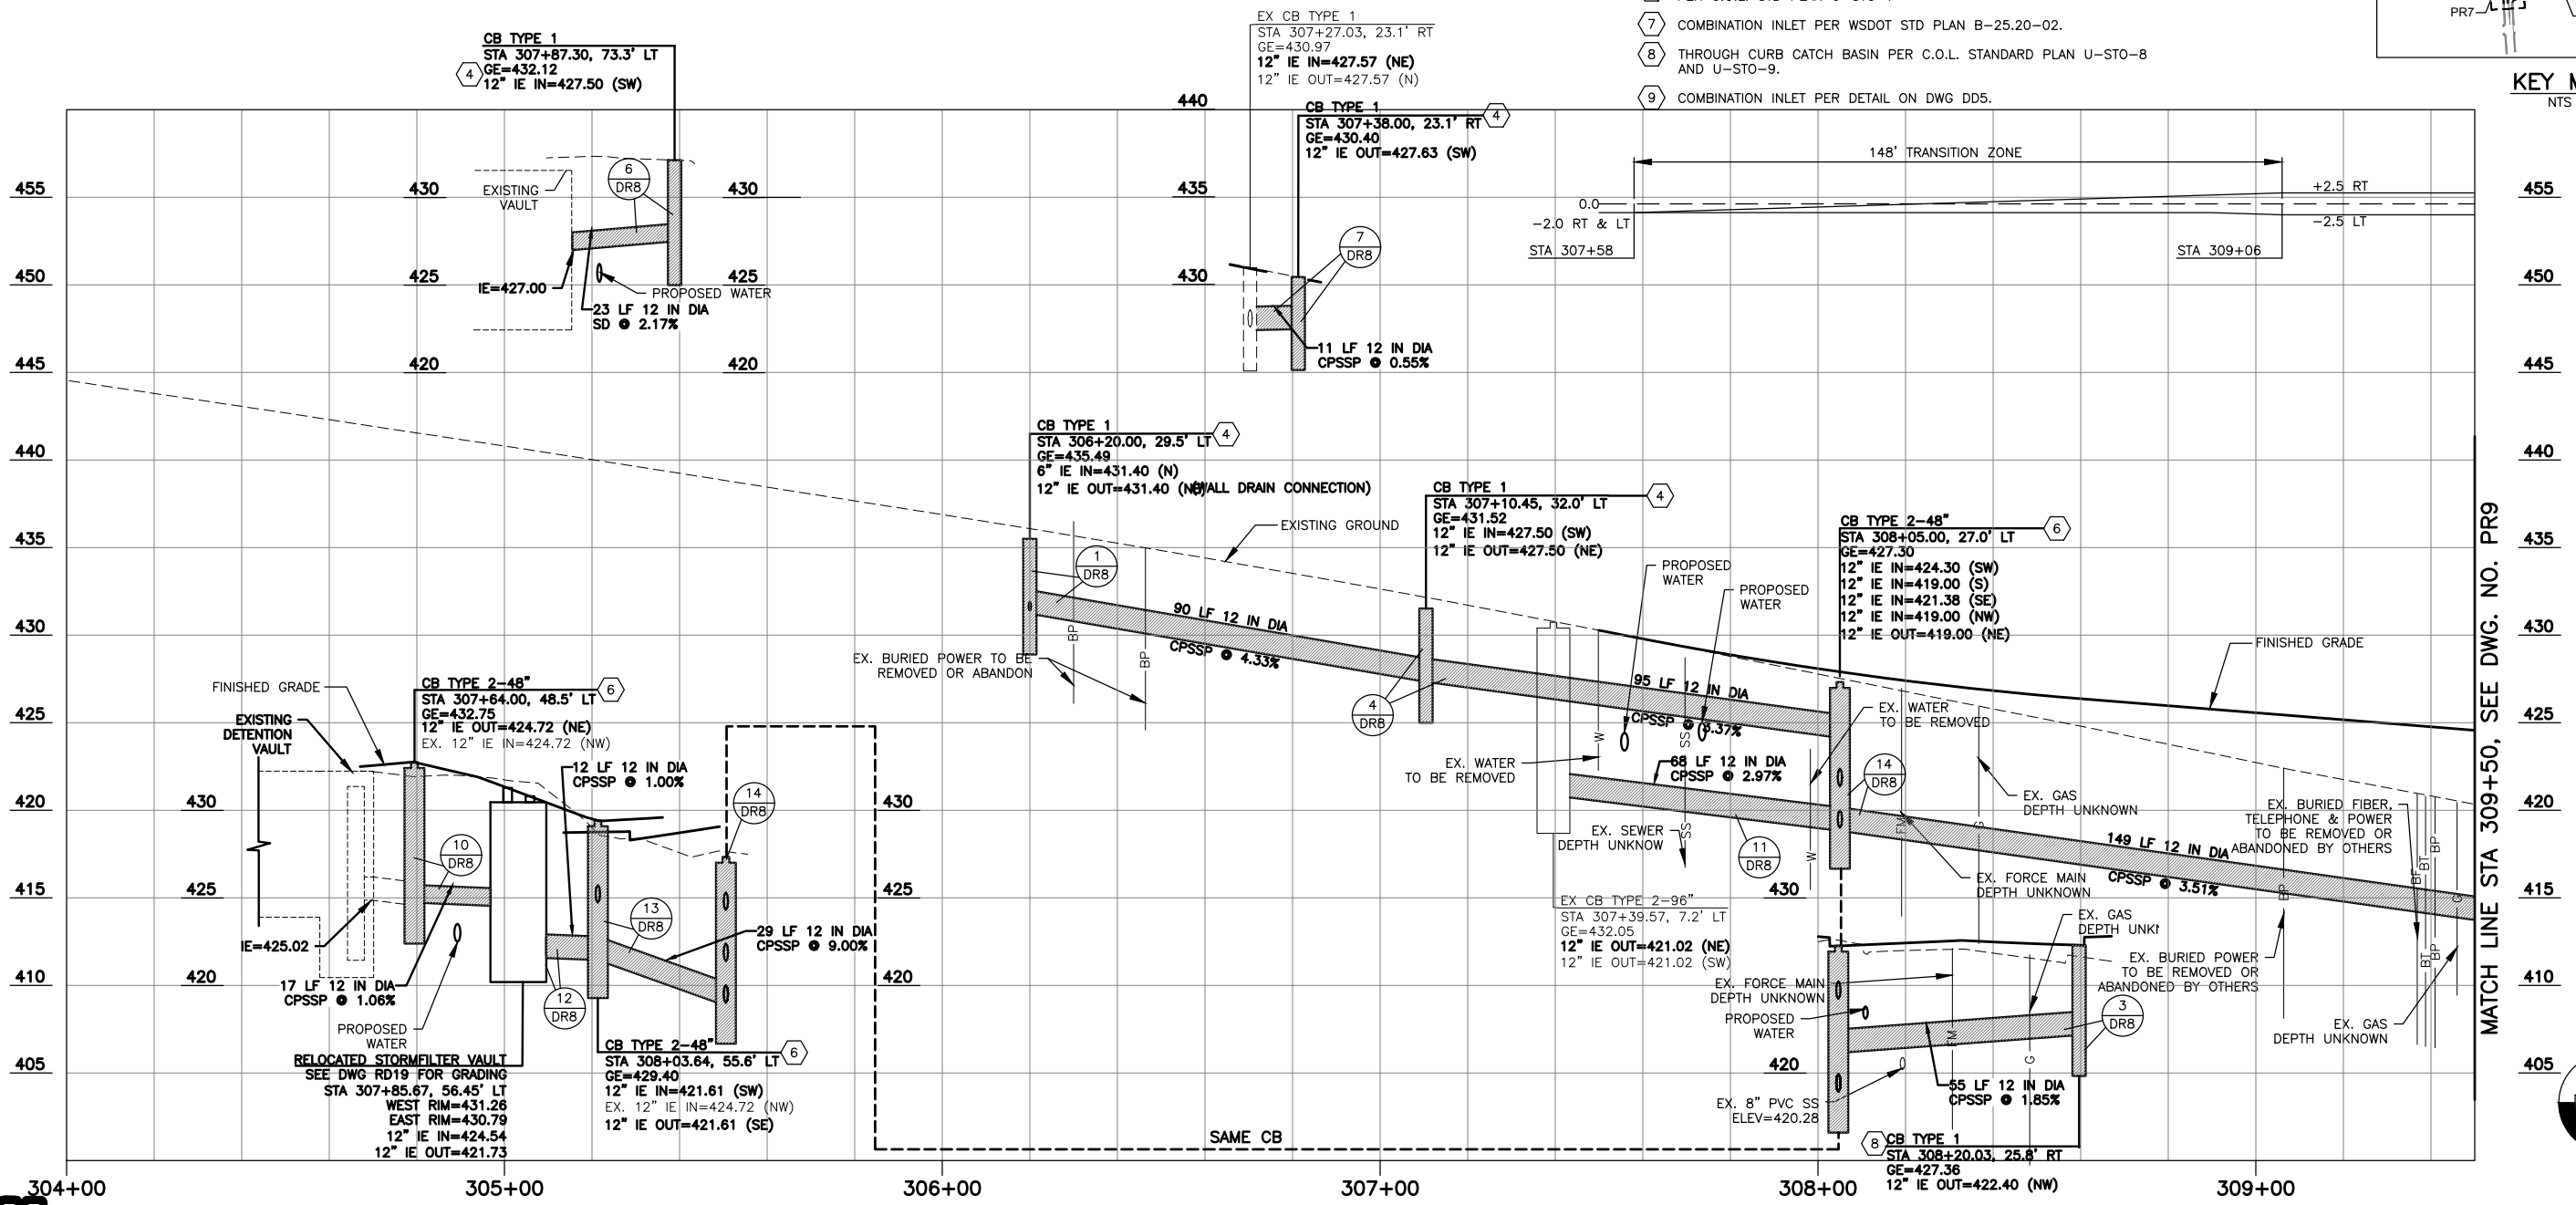 7 COMBINATION INLET PER WSDOT STD PLAN B-25.20-02.
8 THROUGH CURB CATCH BASIN PER C.O.L. STANDARD PLAN U-STO-8
AND U-STO-9.
9 COMBINATION INLET PER DETAIL ON DWG DD5.
PR7
NTS
CB TYPE 1
STA 307+87.30, 73.3' LT
4 GE=432.12
12" IE IN=427.50 (SW)
EX CB TYPE 1
STA 307+27.03, 23.1' RT
GE=430.97
12" IE IN=427.57 (NE)
12" IE OUT=427.57 (N)
CB TYPE 1
4
STA 307+38.00, 23.1' RT
GE=430.40
12" IE OUT=427.63 (SW)
440
435
430
7
DR8
11 LF 12 IN DIA
CPSSP @ 0.55%
148' TRANSITION ZONE
+2.5 RT
0.0
-2.0 RT & LT
-2.5 LT
STA 307+58
STA 309+06
455
450
445
440
435
430
425
420
415
410
405
430
425
420
430
425
420
EXISTING
VAULT
6
DR8
IE=427.00
PROPOSED WATER
23 LF 12 IN DIA
SD @ 2.17%
CB TYPE 1
STA 306+20.00, 29.5' LT
4
GE=435.49
6" IE IN=431.40 (N)
12" IE OUT=431.40 (NE)
(WALL DRAIN CONNECTION)
1
DR8
EXISTING GROUND
90 LF 12 IN DIA
CPSSP @ 4.33%
BP
BP
EX. BURIED POWER TO BE
REMOVED OR ABANDON
CB TYPE 1
4
STA 307+10.45, 32.0' LT
GE=431.52
12" IE IN=427.50 (SW)
12" IE OUT=427.50 (NE)
4
DR8
95 LF 12 IN DIA
CPSSP @ 3.37%
PROPOSED
WATER
PROPOSED
WATER
CB TYPE 2-48"
6
STA 308+05.00, 27.0' LT
GE=427.30
12" IE IN=424.30 (SW)
12" IE IN=419.00 (S)
12" IE IN=421.38 (SE)
12" IE IN=419.00 (NW)
12" IE OUT=419.00 (NE)
FINISHED GRADE
EX. WATER
TO BE REMOVED
EX. WATER
TO BE REMOVED
W
SS
SS
W
68 LF 12 IN DIA
CPSSP @ 2.97%
EX. SEWER
DEPTH UNKNOW
11
DR8
14
DR8
FM
G
EX. GAS
DEPTH UNKNOWN
EX. FORCE MAIN
DEPTH UNKNOWN
149 LF 12 IN DIA
CPSSP @ 3.51%
EX. BURIED FIBER,
TELEPHONE & POWER
TO BE REMOVED OR
ABANDONED BY OTHERS
BP
BF
BT
BP
BT
BP
G
EX CB TYPE 2-96"
STA 307+39.57, 7.2' LT
GE=432.05
12" IE OUT=421.02 (NE)
12" IE OUT=421.02 (SW)
430
420
EX. FORCE MAIN
DEPTH UNKNOWN
PROPOSED
WATER
EX. 8" PVC SS
ELEV=420.28
FM
G
EX. GAS
EX. BURIED POWER
TO BE REMOVED OR
ABANDONED BY OTHERS
EX. GAS
DEPTH UNKNOWN
3
DR8
55 LF 12 IN DIA
CPSSP @ 1.85%
8
CB TYPE 1
STA 308+20.03, 25.8' RT
GE=427.36
12" IE OUT=422.40 (NW)
FINISHED GRADE
EXISTING
DETENTION
VAULT
CB TYPE 2-48"
6
STA 307+64.00, 48.5' LT
GE=432.75
12" IE OUT=424.72 (NE)
EX. 12" IE IN=424.72 (NW)
12 LF 12 IN DIA
CPSSP @ 1.00%
14
DR8
430
425
420
430
425
420
10
DR8
13
DR8
12
DR8
29 LF 12 IN DIA
CPSSP @ 9.00%
IE=425.02
17 LF 12 IN DIA
CPSSP @ 1.06%
PROPOSED
WATER
RELOCATED STORMFILTER VAULT
SEE DWG RD19 FOR GRADING
STA 307+85.67, 56.45' LT
WEST RIM=431.26
EAST RIM=430.79
12" IE IN=424.54
12" IE OUT=421.73
CB TYPE 2-48"
6
STA 308+03.64, 55.6' LT
GE=429.40
12" IE IN=421.61 (SW)
EX. 12" IE IN=424.72 (NW)
12" IE OUT=421.61 (SE)
SAME CB
455
450
445
440
435
430
425
420
415
410
405
MATCH LINE STA 309+50, SEE DWG. NO. PR9
304+00
305+00
306+00
307+00
308+00
309+00